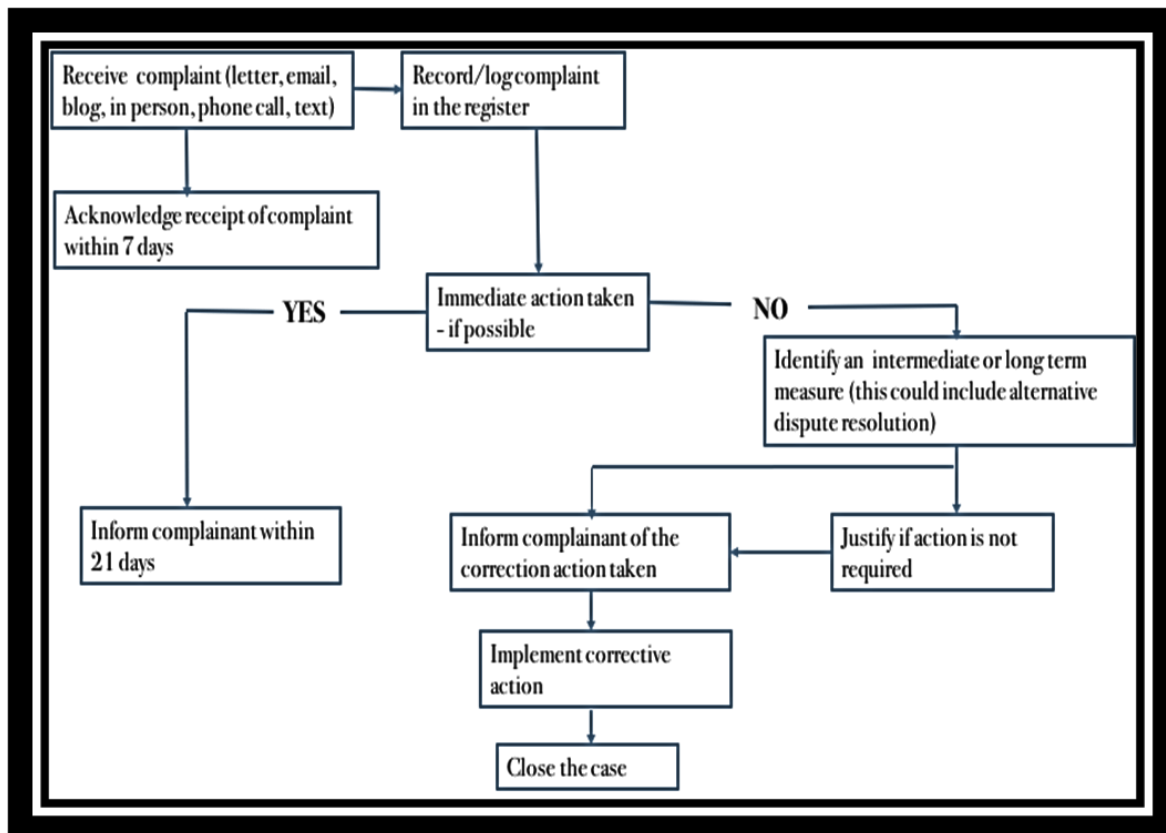 Receive complaint (letter, email,
blog, in person, phone call, text)
Record/log complaint
in the register
Acknowledge receipt of complaint
within 7 days
Immediate action taken
- if possible
YES
NO
Identify an intermediate or long term
measure (this could include alternative
dispute resolution)
Inform complainant within
21 days
Inform complainant of the
correction action taken
Justify if action is not
required
Implement corrective
action
Close the case